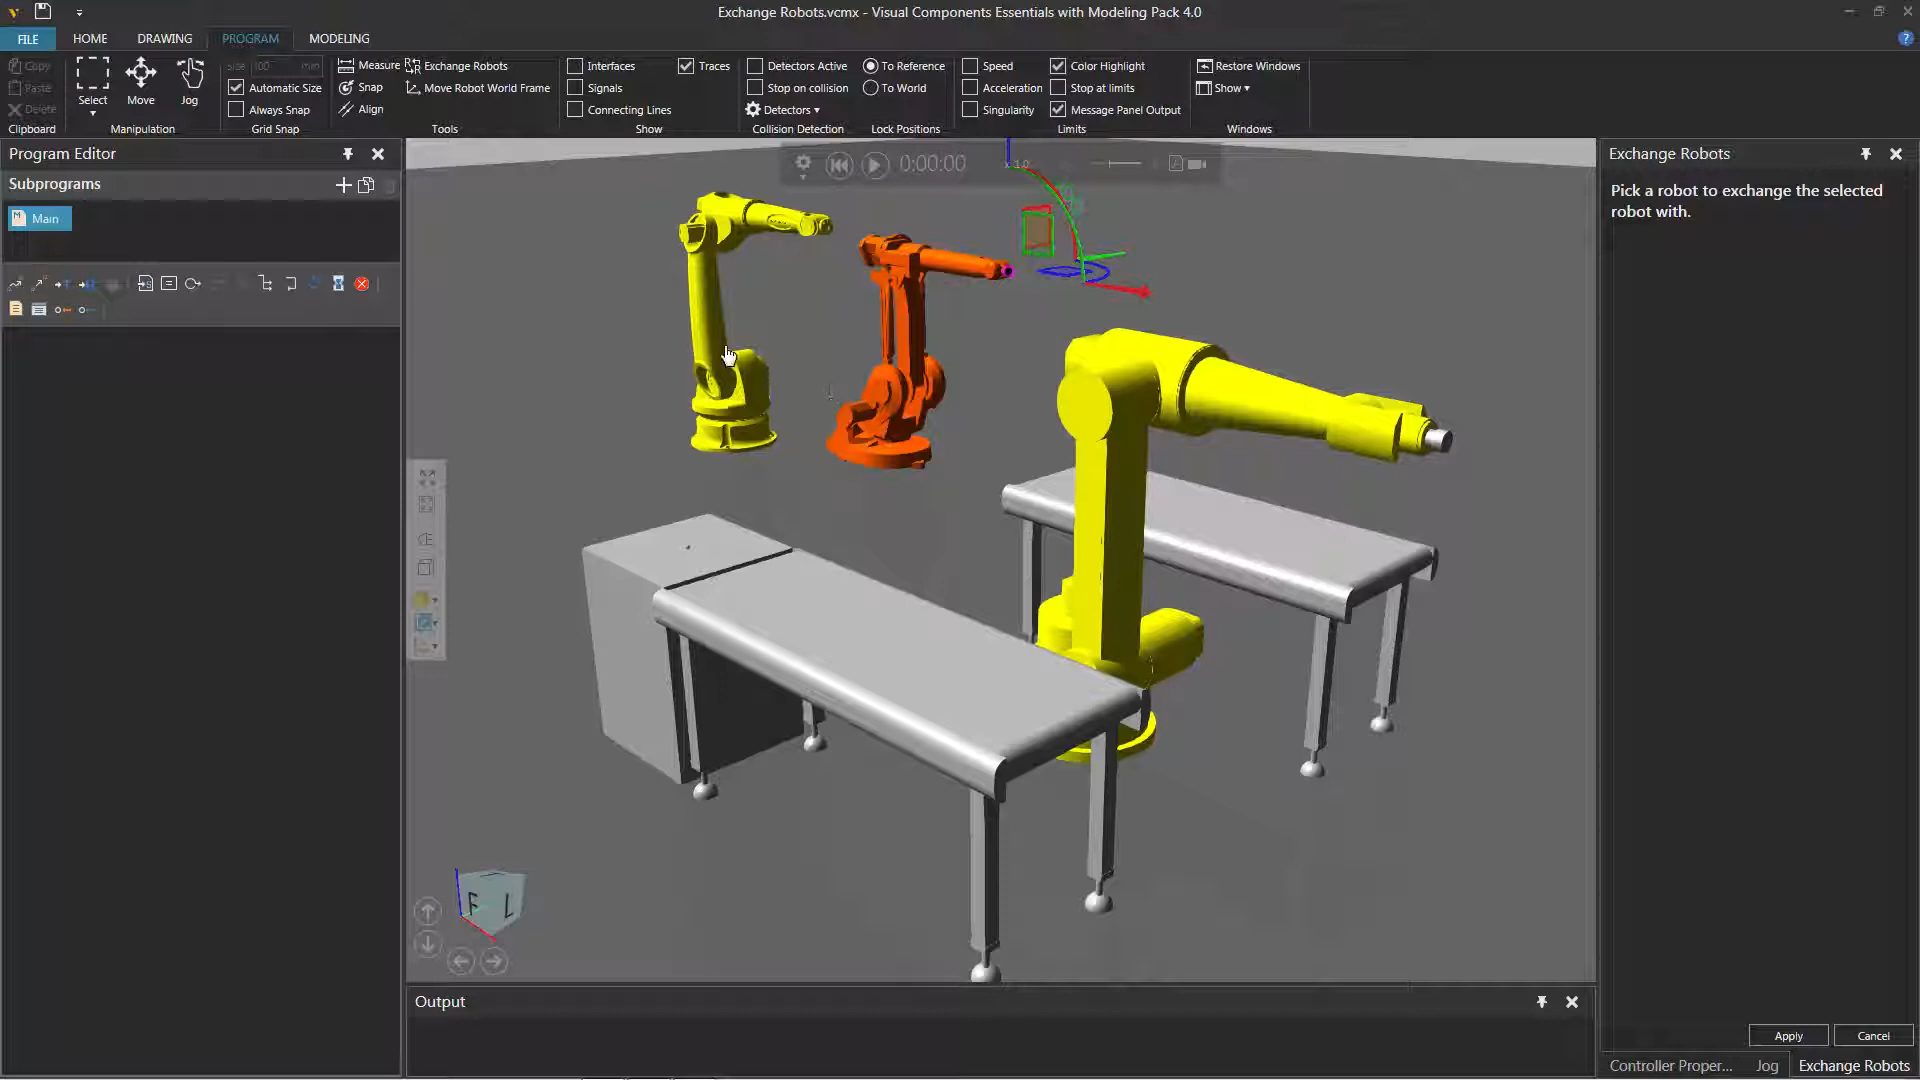 Exchange Robots.vcmx - Visual Components Essentials with Modeling Pack 4.0
FILE HOME DRAWING PROGRAM MODELING
Copy
Paste
Delete
Clipboard
Select Move Jog
Manipulation
Size 100 mm
Automatic Size
Always Snap
Grid Snap
Measure
Snap
Align
Exchange Robots
Move Robot World Frame
Tools
Interfaces
Signals
Connecting Lines
Traces
Show
Detectors Active
Stop on collision
Detectors
Collision Detection
To Reference
To World
Lock Positions
Speed
Acceleration
Singularity
Color Highlight
Stop at limits
Message Panel Output
Limits
Restore Windows
Show
Windows
Program Editor
Subprograms
Main
0:00:00
x 1.0
F L
Output
Exchange Robots
Pick a robot to exchange the selected
robot with.
Apply Cancel
Controller Proper... Jog Exchange Robots